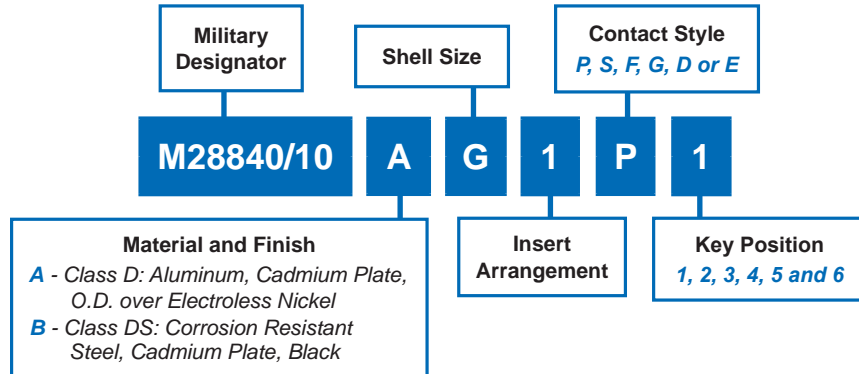 Military
Designator
Shell Size
Contact Style
P, S, F, G, D or E
M28840/10 A G 1 P 1
Material and Finish
A - Class D: Aluminum, Cadmium Plate,
O.D. over Electroless Nickel
B - Class DS: Corrosion Resistant
Steel, Cadmium Plate, Black
Insert
Arrangement
Key Position
1, 2, 3, 4, 5 and 6